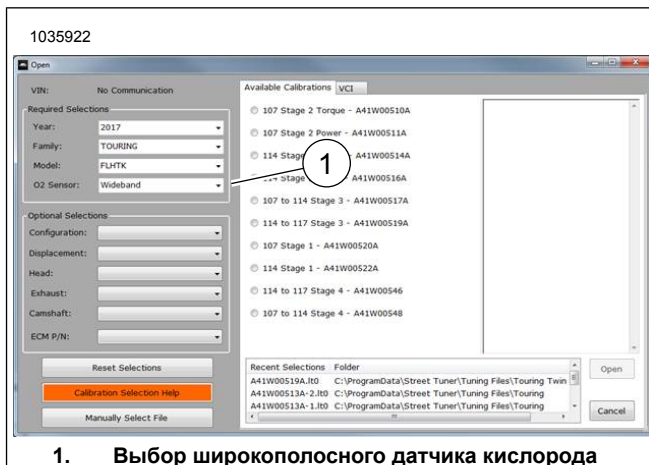 1035922
Open
VIN: No Communication
Required Selections
Year: 2017
Family: TOURING
Model: FLHTK
O2 Sensor: Wideband
Optional Selections
Configuration:
Displacement:
Head:
Exhaust:
Camshaft:
ECM P/N:
Reset Selections
Calibration Selection Help
Manually Select File
Available Calibrations VCI
107 Stage 2 Torque - A41W00510A
107 Stage 2 Power - A41W00511A
114 Stage - A41W00514A
Stage A41W00516A
107 to 114 Stage 3 - A41W00517A
114 to 117 Stage 3 - A41W00519A
107 Stage 1 - A41W00520A
114 Stage 1 - A41W00522A
114 to 117 Stage 4 - A41W00546
107 to 114 Stage 4 - A41W00548
1
Recent Selections Folder
A41W00519A.lt0 C:\ProgramData\Street Tuner\Tuning Files\Touring Twin
A41W00513A-2.lt0 C:\ProgramData\Street Tuner\Tuning Files\Touring
A41W00513A-1.lt0 C:\ProgramData\Street Tuner\Tuning Files\Touring
Open
Cancel
1. Выбор широкополосного датчика кислорода